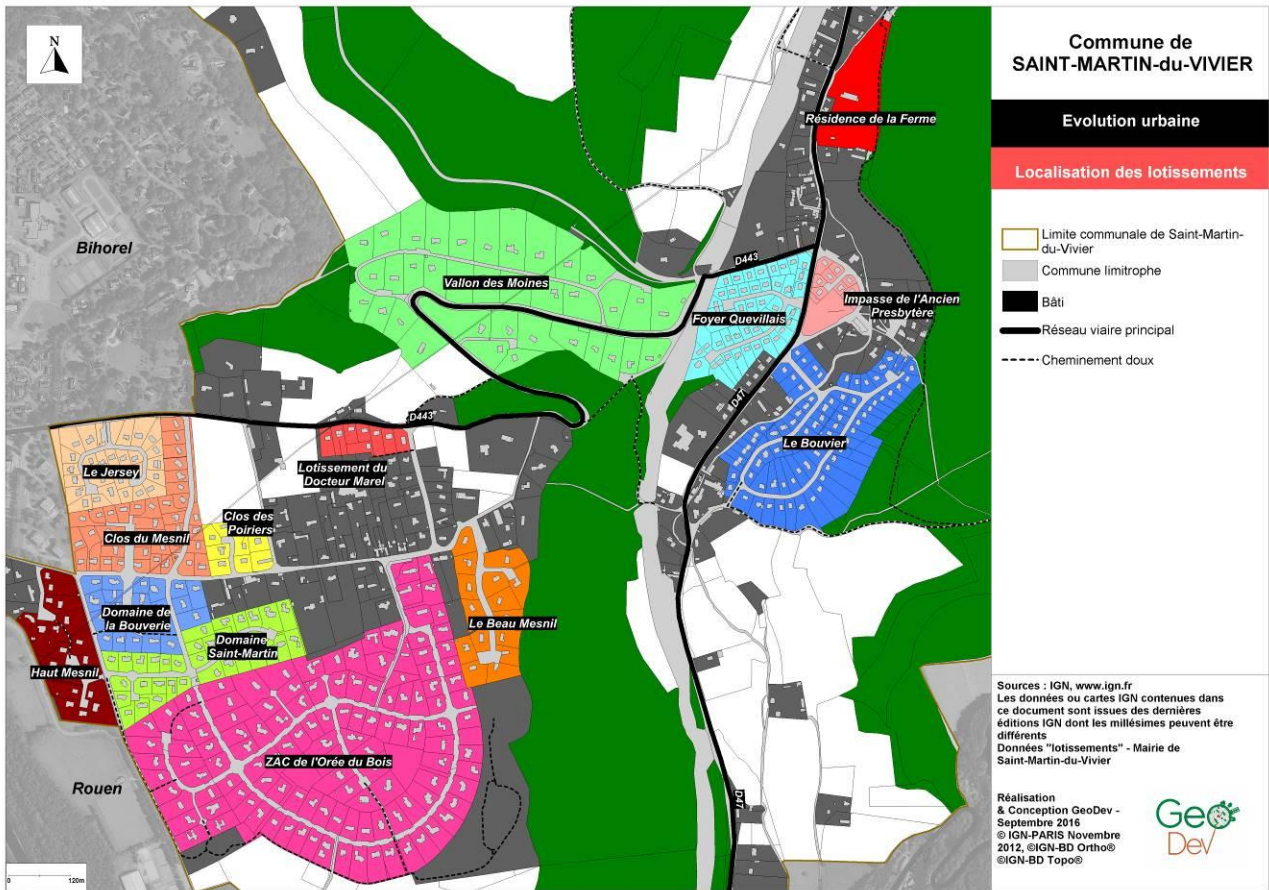 N
Bihorel
Vallon des Moines
D443
Foyer Quevillais
Résidence de la Ferme
Impasse de l'Ancien
Presbytère
D47
Le Bouvier
D443
Le Jersey
Lotissement du
Docteur Marel
Clos des
Poiriers
Clos du Mesnil
Domaine de
la Bouverie
Domaine
Saint-Martin
Le Beau Mesnil
Haut Mesnil
ZAC de l'Orée du Bois
Rouen
D47
0 120m
Commune de
SAINT-MARTIN-du-VIVIER
Evolution urbaine
Localisation des lotissements
Limite communale de Saint-Martin-
du-Vivier
Commune limitrophe
Bâti
Réseau viaire principal
Cheminement doux
Sources : IGN, www.ign.fr
Les données ou cartes IGN contenues dans
ce document sont issues des dernières
éditions IGN dont les millésimes peuvent être
différents
Données "lotissements" - Mairie de
Saint-Martin-du-Vivier
Réalisation
& Conception GeoDev -
Septembre 2016
© IGN-PARIS Novembre
2012, ©IGN-BD Ortho®
©IGN-BD Topo®
Geo
Dev